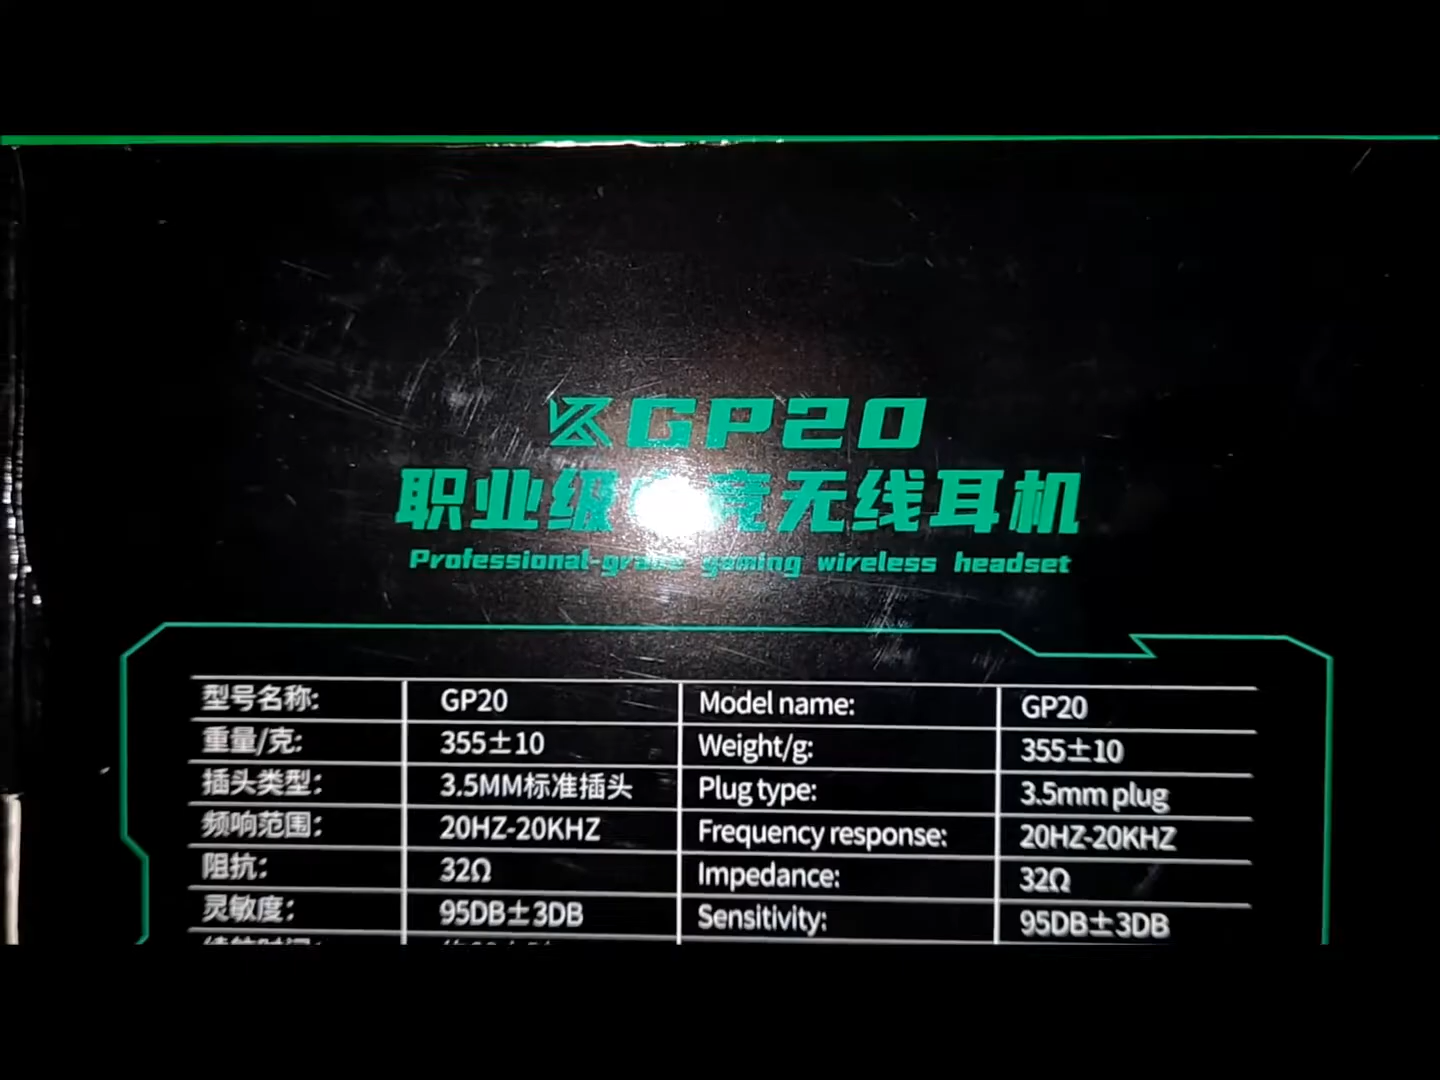 GP20
职业级 无线耳机
Professional- gaming wireless headset
型号名称: GP20 Model name: GP20
重量/克: 355±10 Weight/g: 355±10
插头类型: 3.5MM标准插头 Plug type: 3.5mm plug
频响范围: 20HZ-20KHZ Frequency response: 20HZ-20KHZ
阻抗: 32Ω Impedance: 32Ω
灵敏度: 95DB±3DB Sensitivity: 95DB±3DB